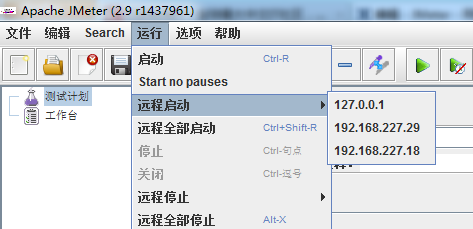 Apache JMeter (2.9 r1437961)
文件 编辑 Search 运行 选项 帮助
启动 Ctrl-R
Start no pauses
测试计划
远程启动
127.0.0.1
工作台
远程全部启动 Ctrl+Shift-R
192.168.227.29
停止 Ctrl-句点
192.168.227.18
关闭 Ctrl-逗号
远程停止
远程全部停止 Alt-X